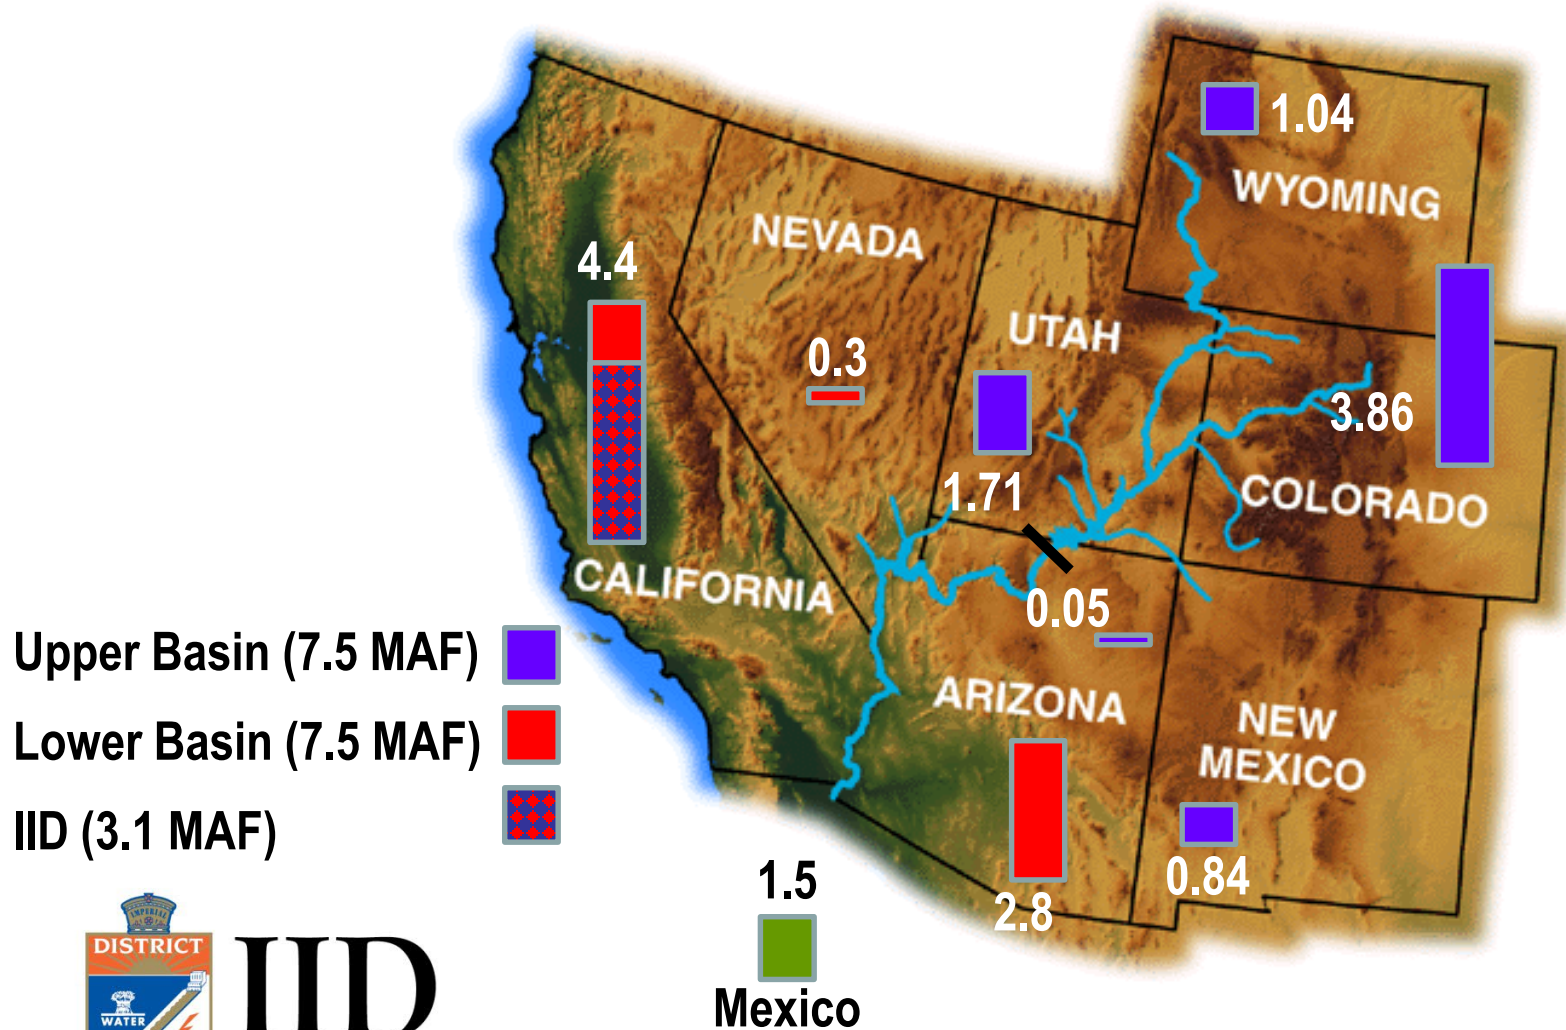 1.04
WYOMING
NEVADA
4.4
UTAH
0.3
3.86
1.71
COLORADO
CALIFORNIA
0.05
Upper Basin (7.5 MAF)
ARIZONA
Lower Basin (7.5 MAF)
NEW
MEXICO
IID (3.1 MAF)
1.5
0.84
2.8
IMPERIAL
DISTRICT
IID
WATER
Mexico